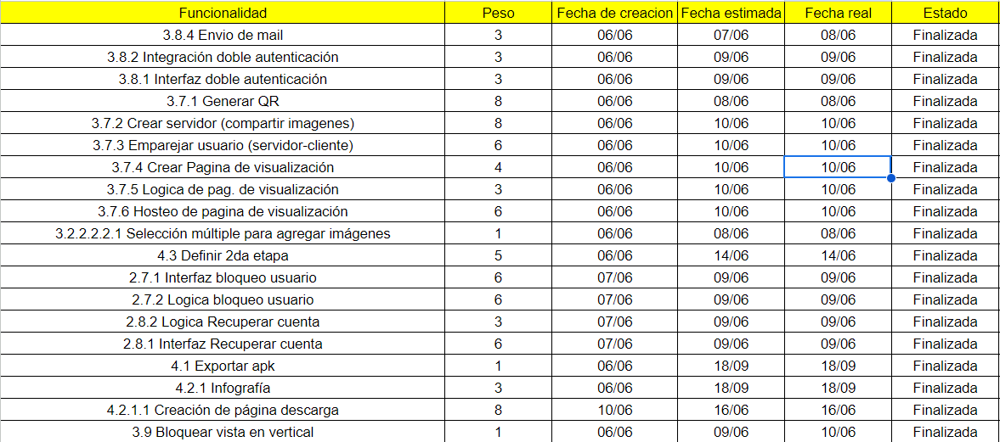 Funcionalidad Peso Fecha de creacion Fecha estimada Fecha real Estado
3.8.4 Envio de mail 3 06/06 07/06 08/06 Finalizada
3.8.2 Integración doble autenticación 3 06/06 09/06 09/06 Finalizada
3.8.1 Interfaz doble autenticación 3 06/06 09/06 09/06 Finalizada
3.7.1 Generar QR 8 06/06 08/06 08/06 Finalizada
3.7.2 Crear servidor (compartir imagenes) 8 06/06 10/06 10/06 Finalizada
3.7.3 Emparejar usuario (servidor-cliente) 6 06/06 10/06 10/06 Finalizada
3.7.4 Crear Pagina de visualización 4 06/06 10/06 10/06 Finalizada
3.7.5 Logica de pag. de visualización 3 06/06 10/06 10/06 Finalizada
3.7.6 Hosteo de pagina de visualización 6 06/06 10/06 10/06 Finalizada
3.2.2.2.2.1 Selección múltiple para agregar imágenes 1 06/06 08/06 08/06 Finalizada
4.3 Definir 2da etapa 5 06/06 14/06 14/06 Finalizada
2.7.1 Interfaz bloqueo usuario 6 07/06 09/06 09/06 Finalizada
2.7.2 Logica bloqueo usuario 6 07/06 09/06 09/06 Finalizada
2.8.2 Logica Recuperar cuenta 3 07/06 09/06 09/06 Finalizada
2.8.1 Interfaz Recuperar cuenta 6 07/06 09/06 09/06 Finalizada
4.1 Exportar apk 1 06/06 18/09 18/09 Finalizada
4.2.1 Infografía 3 06/06 18/09 18/09 Finalizada
4.2.1.1 Creación de página descarga 8 10/06 16/06 16/06 Finalizada
3.9 Bloquear vista en vertical 1 06/06 09/06 10/06 Finalizada